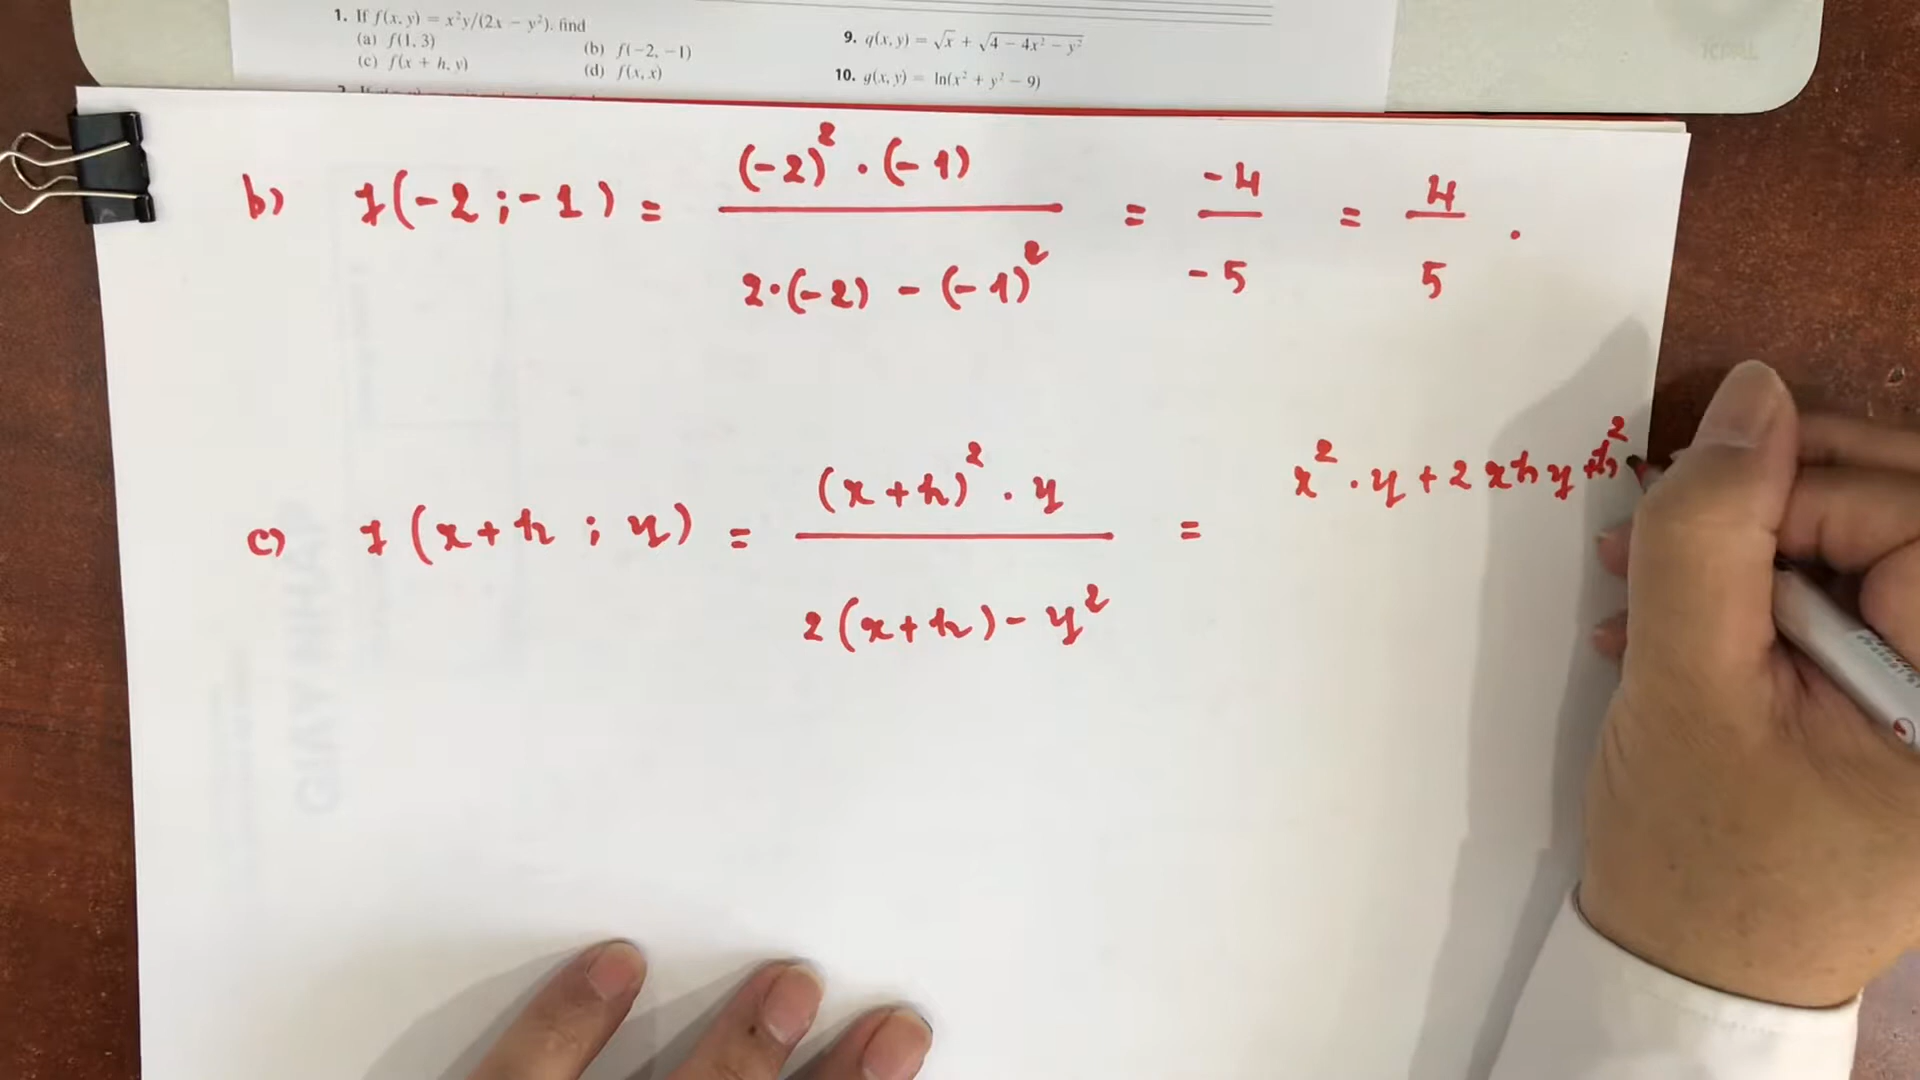 1. If f(x, y) = x²y/(2x − y²), find
(a) f(1, 3)
(b) f(−2, −1)
(c) f(x + h, y)
(d) f(x, x)
9. q(x, y) = √x + √(4 − 4x² − y²)
10. g(x, y) = ln(x² + y² − 9)
b) f(-2 ; -1) = (-2)² · (-1) / 2·(-2) - (-1)² = -4 / -5 = 4 / 5 .
c) f(x+h ; y) = (x+h)² · y / 2(x+h) - y² = x² · y + 2xhy + h²
GIẤY NHÁP